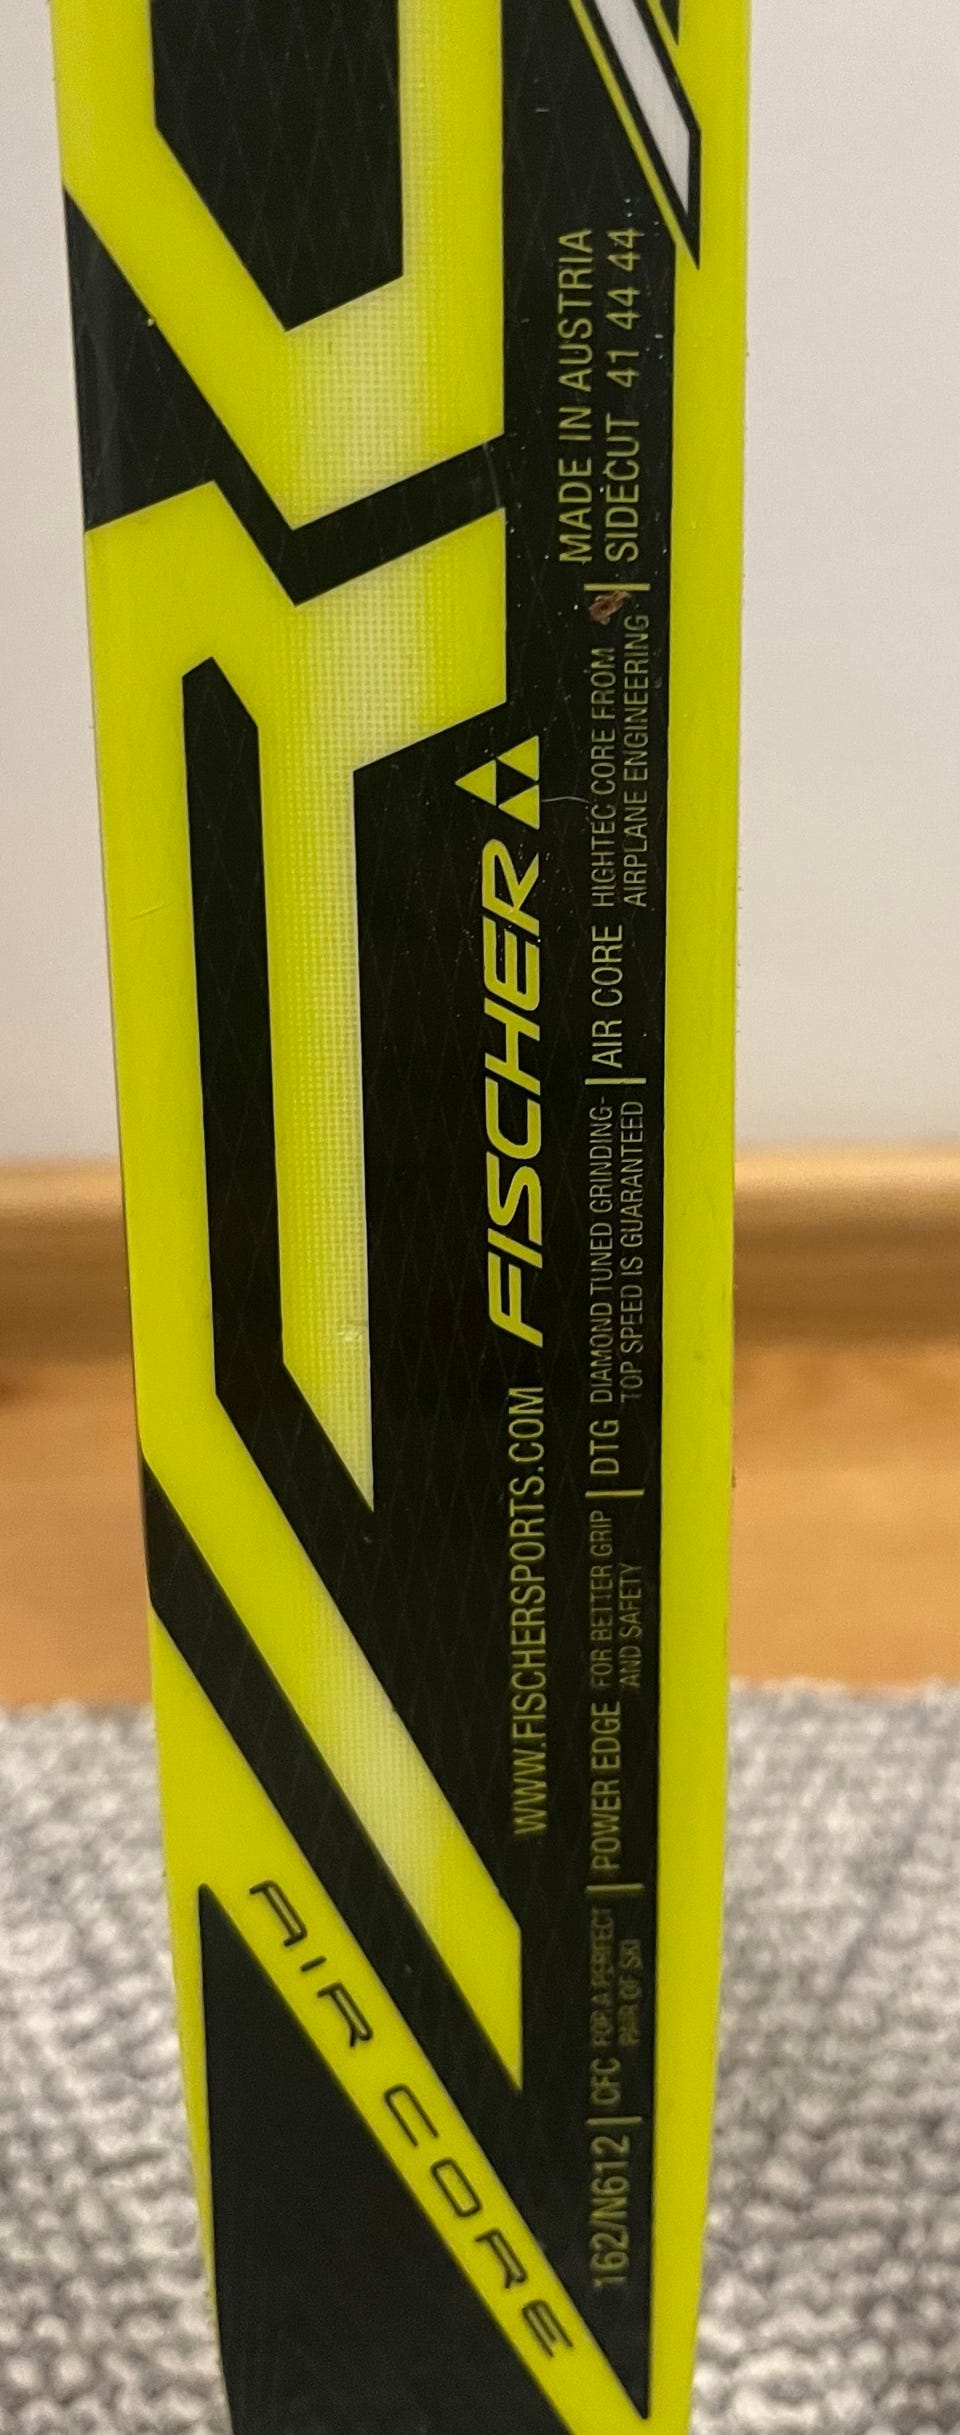 FISCHER
WWW.FISCHERSPORTS.COM
162/N612 | CFC FOR A PERFECT
PAIR OF SKI
POWER EDGE FOR BETTER GRIP
AND SAFETY
DTG DIAMOND TUNED GRINDING-
TOP SPEED IS GUARANTEED
AIR CORE HIGHTEC CORE FROM
AIRPLANE ENGINEERING
MADE IN AUSTRIA
SIDECUT 41 44 44
AIR CORE